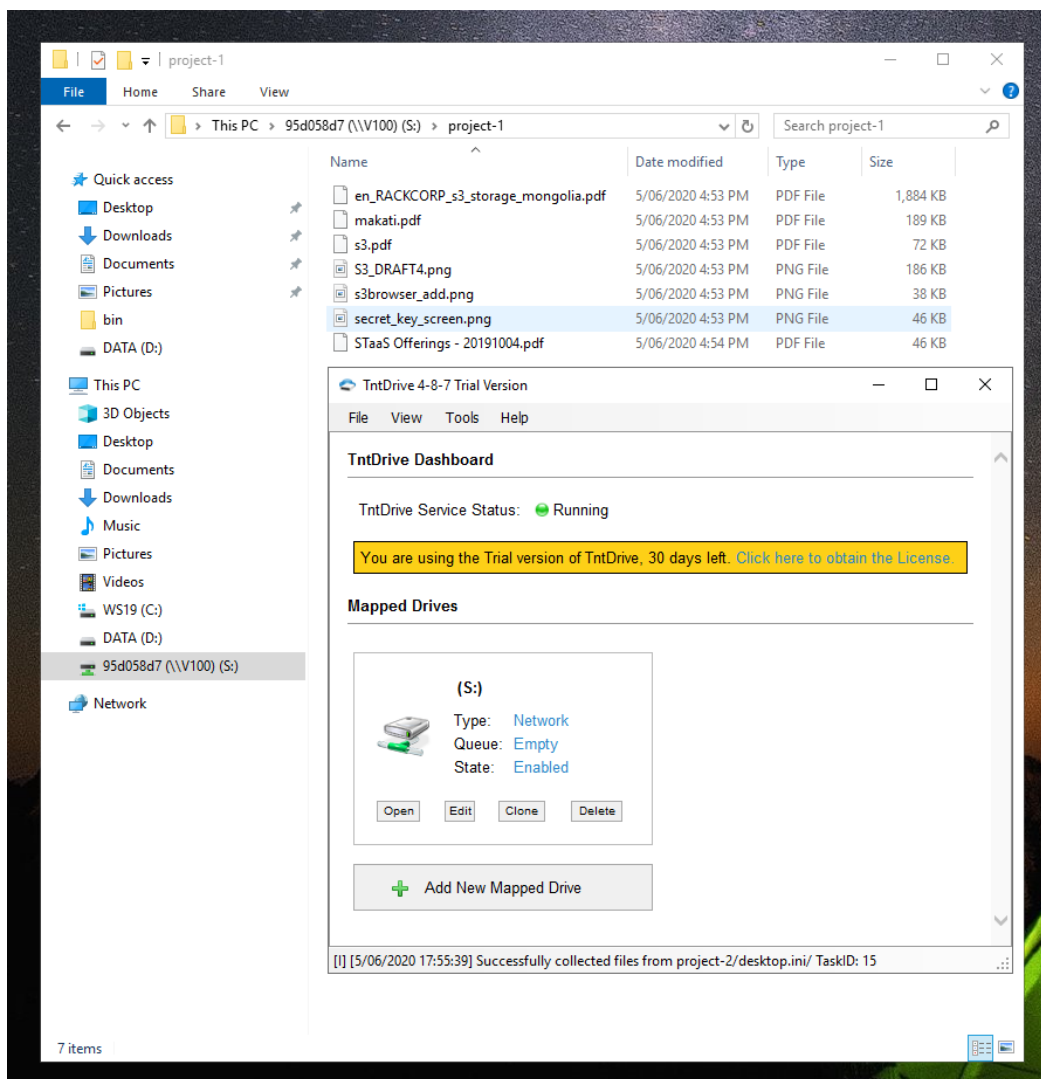 project-1
File Home Share View
This PC > 95d058d7 (\\V100) (S:) > project-1
Search project-1
Name Date modified Type Size
Quick access
Desktop
Downloads
Documents
Pictures
bin
DATA (D:)
This PC
3D Objects
Desktop
Documents
Downloads
Music
Pictures
Videos
WS19 (C:)
DATA (D:)
95d058d7 (\\V100) (S:)
Network
en_RACKCORP_s3_storage_mongolia.pdf 5/06/2020 4:53 PM PDF File 1,884 KB
makati.pdf 5/06/2020 4:53 PM PDF File 189 KB
s3.pdf 5/06/2020 4:53 PM PDF File 72 KB
S3_DRAFT4.png 5/06/2020 4:53 PM PNG File 186 KB
s3browser_add.png 5/06/2020 4:53 PM PNG File 38 KB
secret_key_screen.png 5/06/2020 4:53 PM PNG File 46 KB
STaaS Offerings - 20191004.pdf 5/06/2020 4:54 PM PDF File 46 KB
TntDrive 4-8-7 Trial Version
File View Tools Help
TntDrive Dashboard
TntDrive Service Status: Running
You are using the Trial version of TntDrive, 30 days left. Click here to obtain the License.
Mapped Drives
(S:)
Type: Network
Queue: Empty
State: Enabled
Open Edit Clone Delete
Add New Mapped Drive
[I] [5/06/2020 17:55:39] Successfully collected files from project-2/desktop.ini/ TaskID: 15
7 items